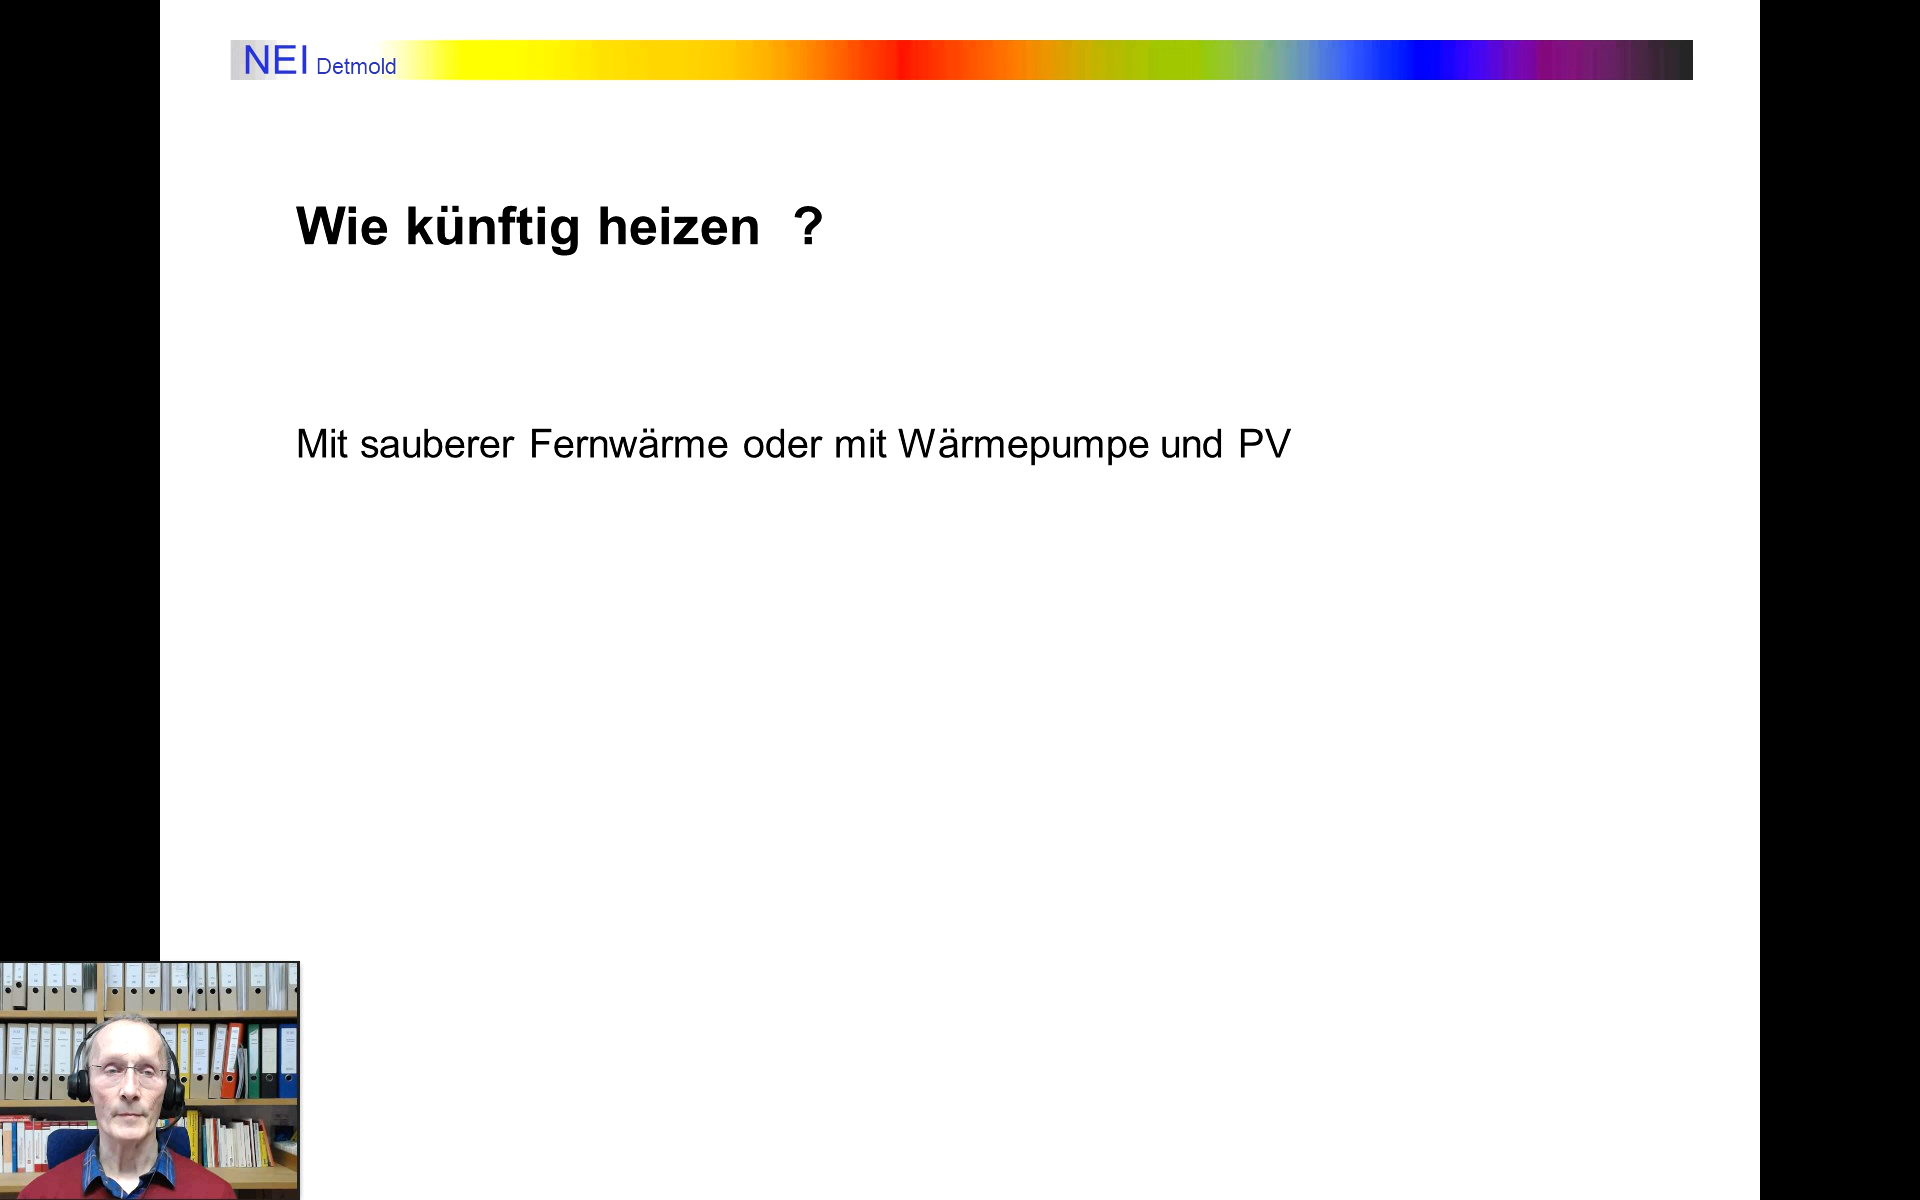 NEI Detmold
Wie künftig heizen ?
Mit sauberer Fernwärme oder mit Wärmepumpe und PV